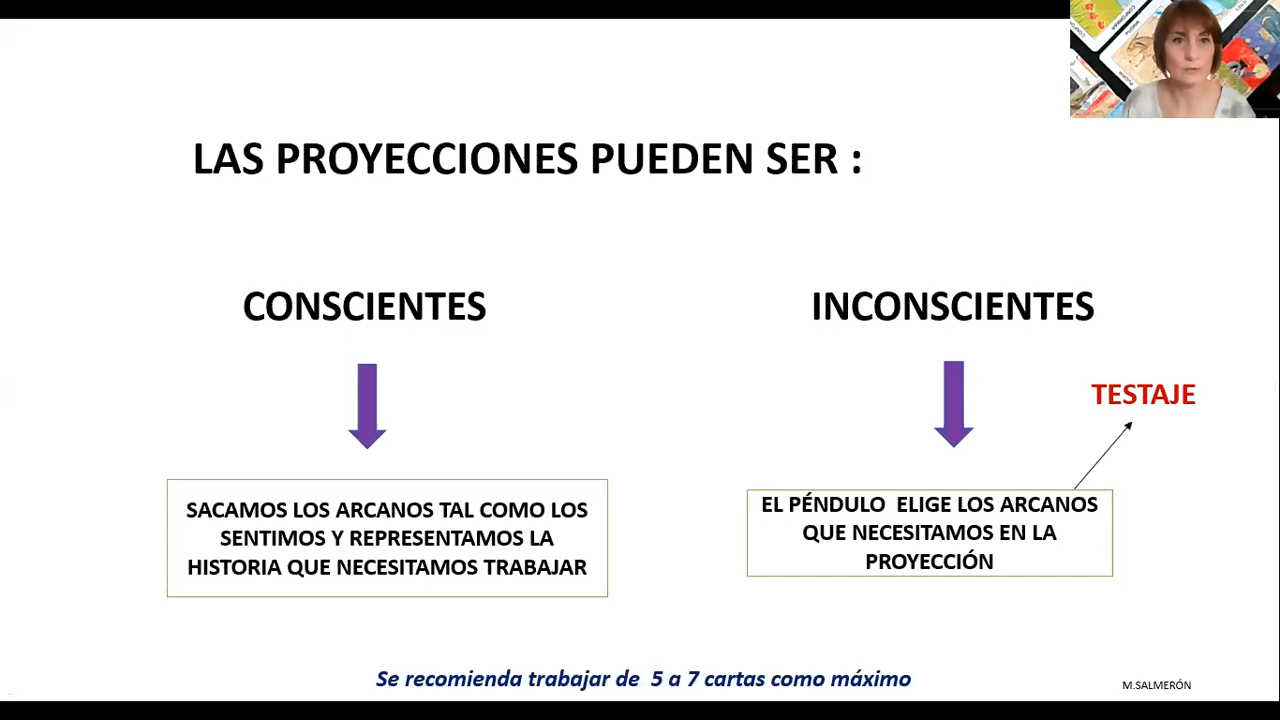 LAS PROYECCIONES PUEDEN SER :
CONSCIENTES
INCONSCIENTES
TESTAJE
SACAMOS LOS ARCANOS TAL COMO LOS
SENTIMOS Y REPRESENTAMOS LA
HISTORIA QUE NECESITAMOS TRABAJAR
EL PÉNDULO ELIGE LOS ARCANOS
QUE NECESITAMOS EN LA
PROYECCIÓN
Se recomienda trabajar de 5 a 7 cartas como máximo
M.SALMERÓN